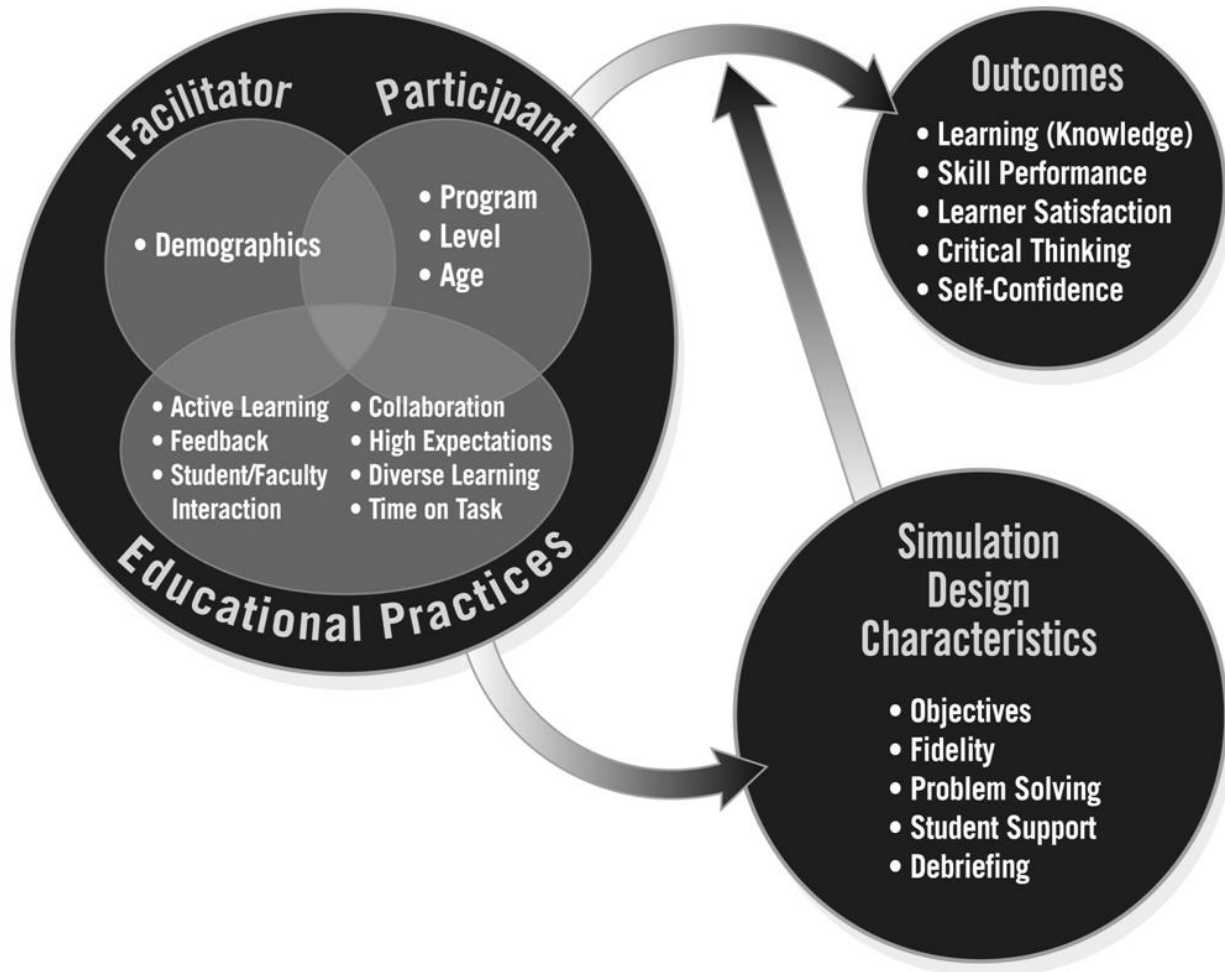 Facilitator
Participant
• Demographics
• Program
• Level
• Age
• Active Learning
• Feedback
• Student/Faculty
Interaction
• Collaboration
• High Expectations
• Diverse Learning
• Time on Task
Educational Practices
Outcomes
• Learning (Knowledge)
• Skill Performance
• Learner Satisfaction
• Critical Thinking
• Self-Confidence
Simulation
Design
Characteristics
• Objectives
• Fidelity
• Problem Solving
• Student Support
• Debriefing